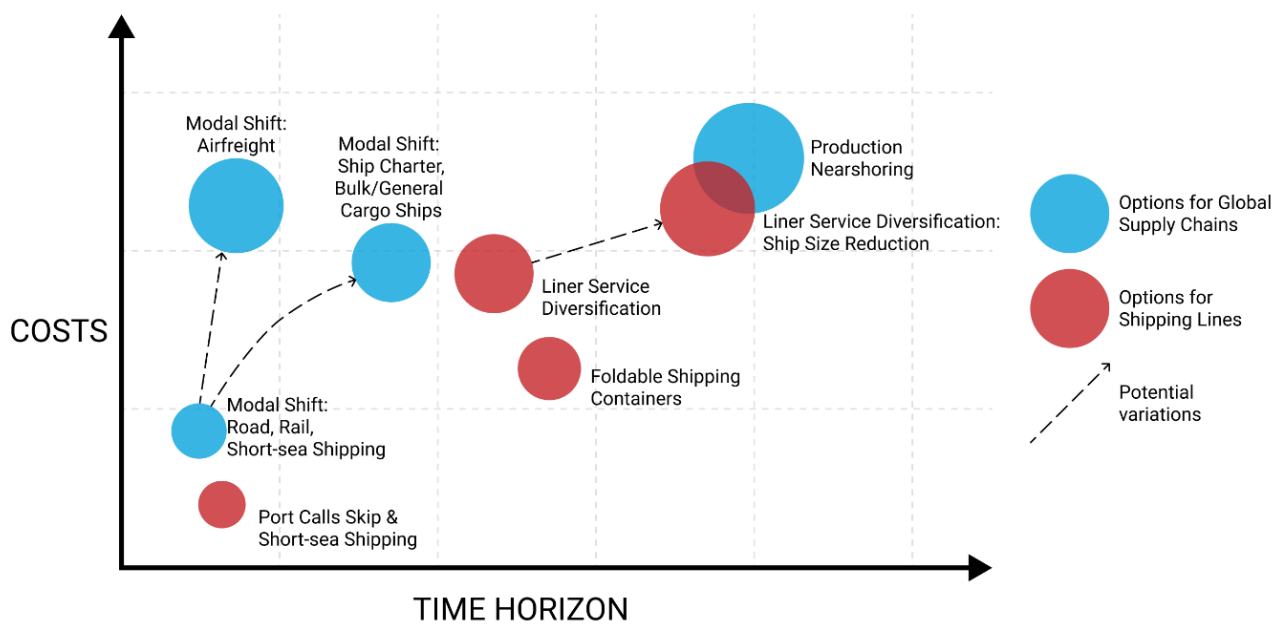 Modal Shift:
Airfreight
Modal Shift:
Ship Charter,
Bulk/General
Cargo Ships
Production
Nearshoring
Liner Service Diversification:
Ship Size Reduction
Liner Service
Diversification
Foldable Shipping
Containers
Modal Shift:
Road, Rail,
Short-sea Shipping
Port Calls Skip &
Short-sea Shipping
COSTS
TIME HORIZON
Options for Global
Supply Chains
Options for
Shipping Lines
Potential
variations